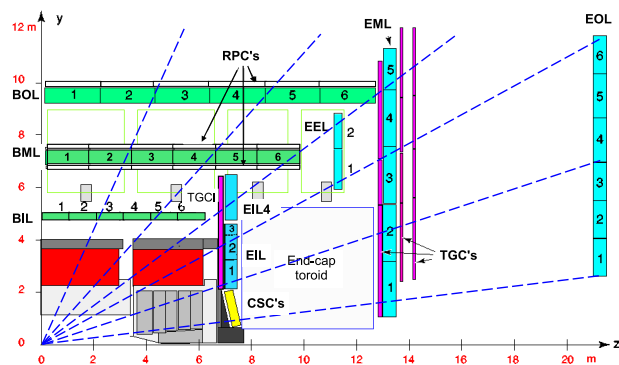 y
12 m
EML
EOL
RPC's
5
6
10
1 2 3 4 5 6
BOL
5
EEL
2
4
8
BML
1 2 3 4 5 6
1
4
3
3
6
TGCI
1 2 3 4 5 6
BIL
EIL4
2
2
4
3
2
EIL
End-cap
toroid
TGC's
1
1
1
2
CSC's
0
z
0 2 4 6 8 10 12 14 16 18 20 m